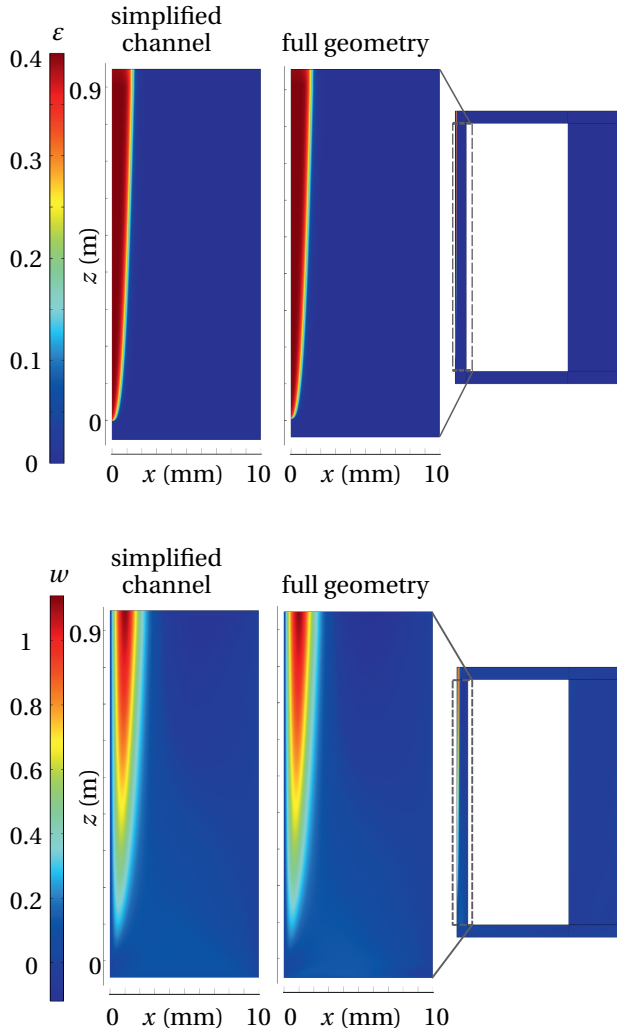 simplified
channel
full geometry
ε
0.4
0.3
0.2
0.1
0
z (m)
0.9
0
0 x (mm) 10
0 x (mm) 10
simplified
channel
full geometry
w
1
0.8
0.6
0.4
0.2
0
z (m)
0.9
0
0 x (mm) 10
0 x (mm) 10